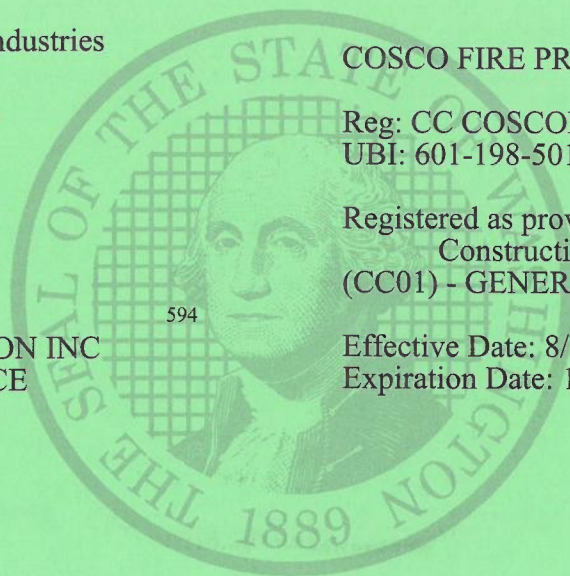 ndustries
ON INC
CE
594
COSCO FIRE PR
Reg: CC COSCO
UBI: 601-198-501
Registered as prov
Constructi
(CC01) - GENER
Effective Date: 8/
Expiration Date: 1
THE SEAL OF THE STATE OF WASHINGTON
1889